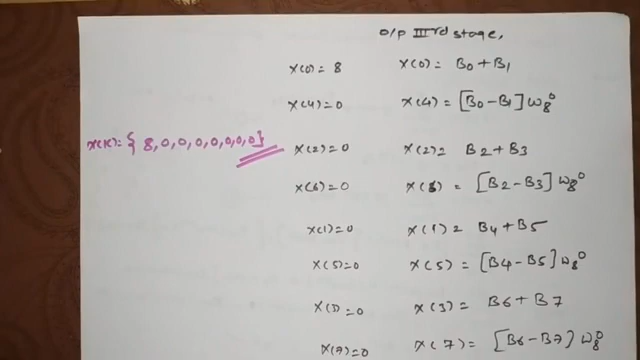 O/P IIIrd stage,
X(0) = 8 X(0) = B0 + B1
X(4) = 0 X(4) = [B0 - B1] W8^0
X(K) = { 8, 0, 0, 0, 0, 0, 0, 0 } X(2) = 0 X(2) = B2 + B3
X(6) = 0 X(6) = [B2 - B3] W8^0
X(1) = 0 X(1) = B4 + B5
X(5) = 0 X(5) = [B4 - B5] W8^0
X(3) = 0 X(3) = B6 + B7
X(7) = 0 X(7) = [B6 - B7] W8^0